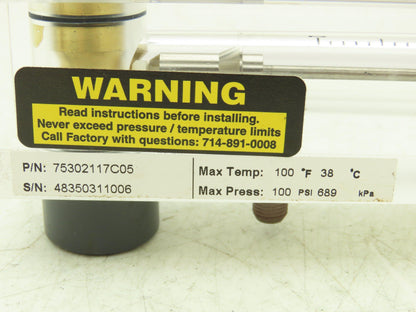 WARNING
Read instructions before installing.
Never exceed pressure / temperature limits
Call Factory with questions: 714-891-0008
P/N: 75302117C05 Max Temp: 100 °F 38 °C
S/N: 48350311006 Max Press: 100 PSI 689 kPa